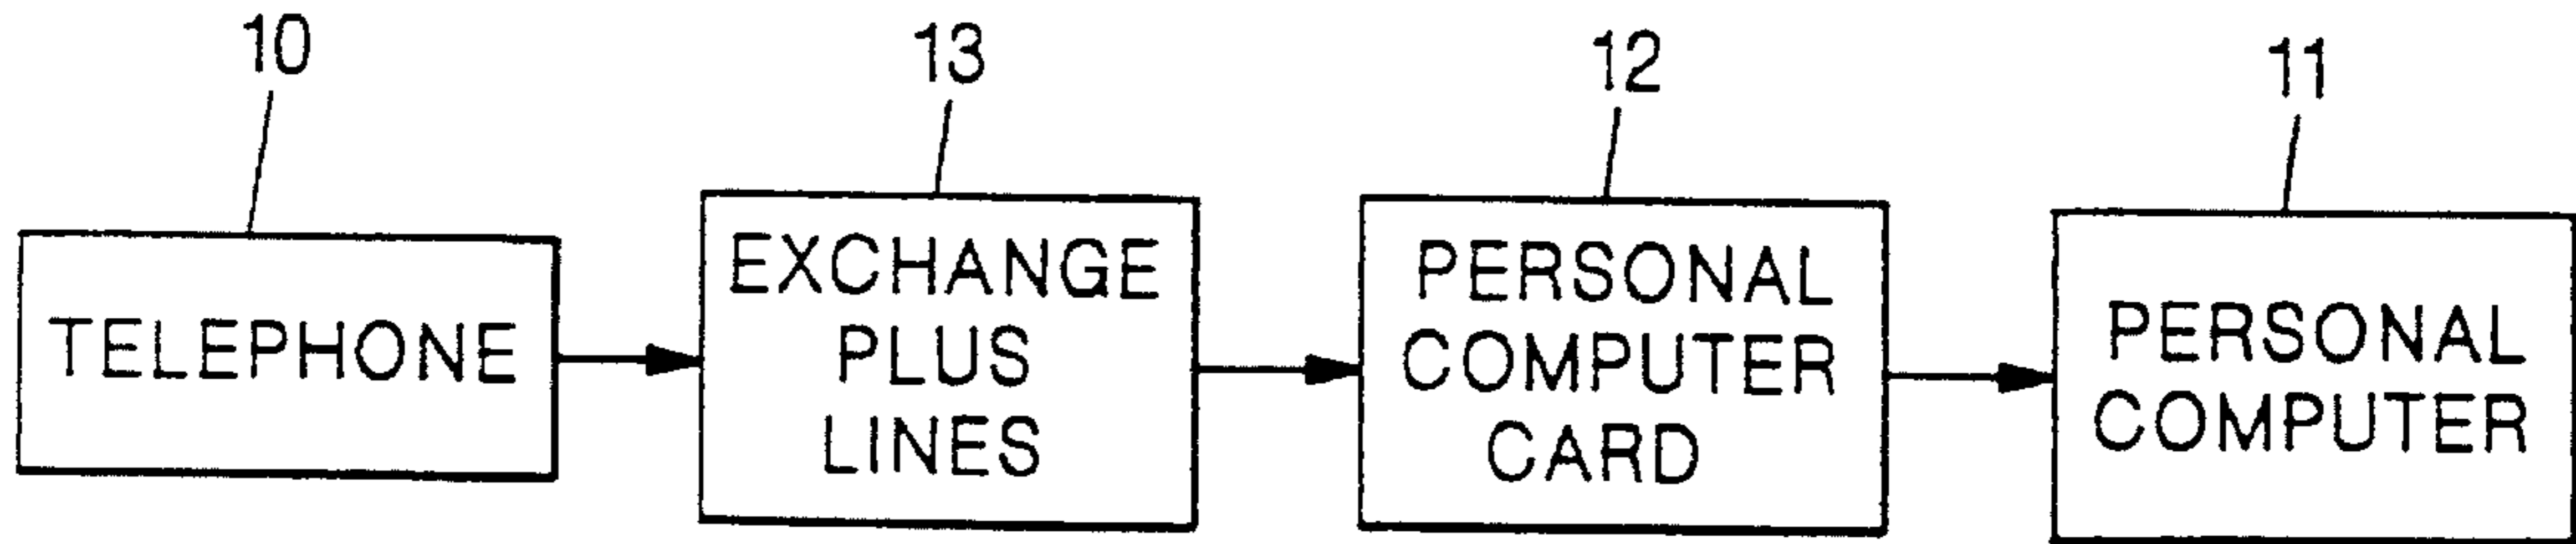 10
13
12
11
TELEPHONE
EXCHANGE
PLUS
LINES
PERSONAL
COMPUTER
CARD
PERSONAL
COMPUTER